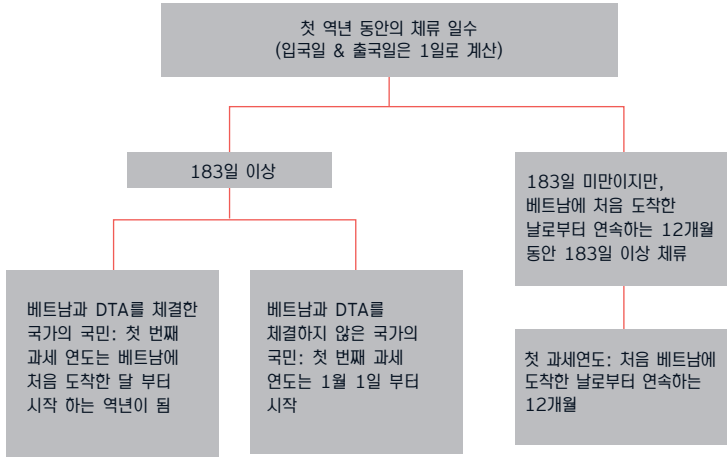 첫 역년 동안의 체류 일수
(입국일 & 출국일은 1일로 계산)
183일 이상
183일 미만이지만,
베트남에 처음 도착한
날로부터 연속하는 12개월
동안 183일 이상 체류
베트남과 DTA를 체결한
국가의 국민: 첫 번째
과세 연도는 베트남에
처음 도착한 달 부터
시작 하는 역년이 됨
베트남과 DTA를
체결하지 않은 국가의
국민: 첫 번째 과세
연도는 1월 1일 부터
시작
첫 과세연도: 처음 베트남에
도착한 날로부터 연속하는
12개월